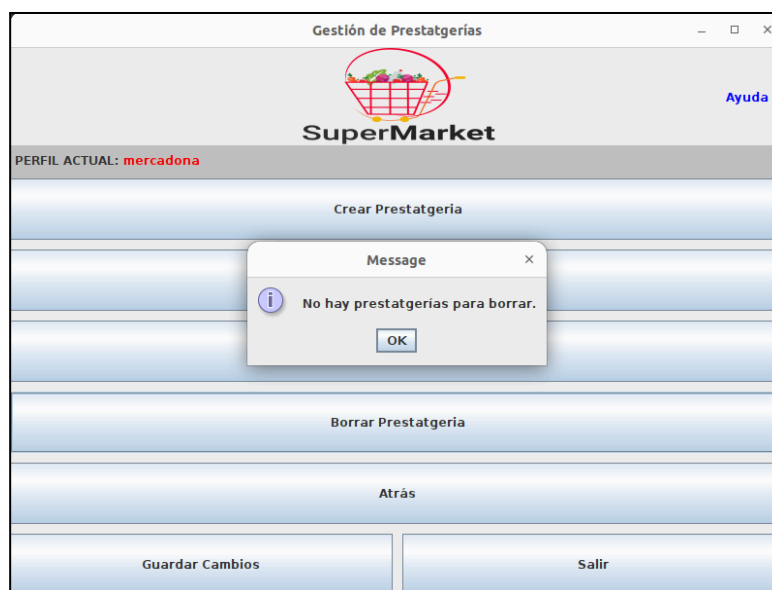 Gestión de Prestatgerías
Ayuda
SuperMarket
PERFIL ACTUAL: mercadona
Crear Prestatgeria
Message
No hay prestatgerías para borrar.
OK
Borrar Prestatgeria
Atrás
Guardar Cambios
Salir